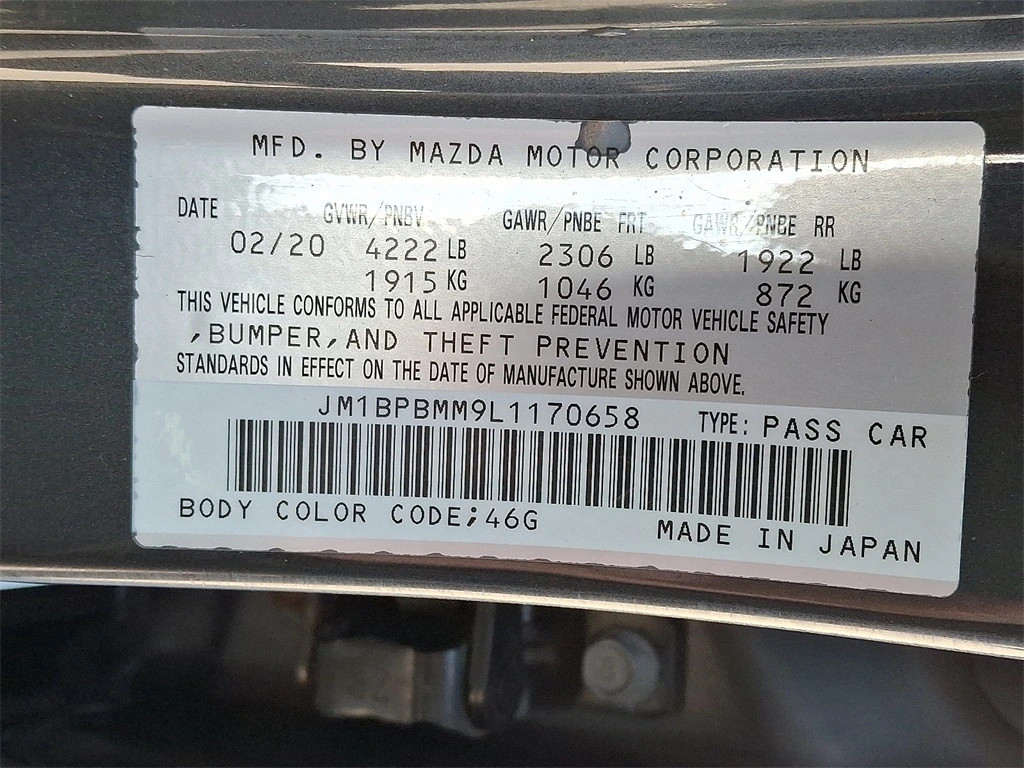 MFD. BY MAZDA MOTOR CORPORATION
DATE GVWR/PNBV GAWR/PNBE FRT GAWR/PNBE RR
02/20 4222 LB 2306 LB 1922 LB
1915 KG 1046 KG 872 KG
THIS VEHICLE CONFORMS TO ALL APPLICABLE FEDERAL MOTOR VEHICLE SAFETY
,BUMPER,AND THEFT PREVENTION
STANDARDS IN EFFECT ON THE DATE OF MANUFACTURE SHOWN ABOVE.
JM1BPBMM9L1170658 TYPE: PASS CAR
BODY COLOR CODE;46G MADE IN JAPAN